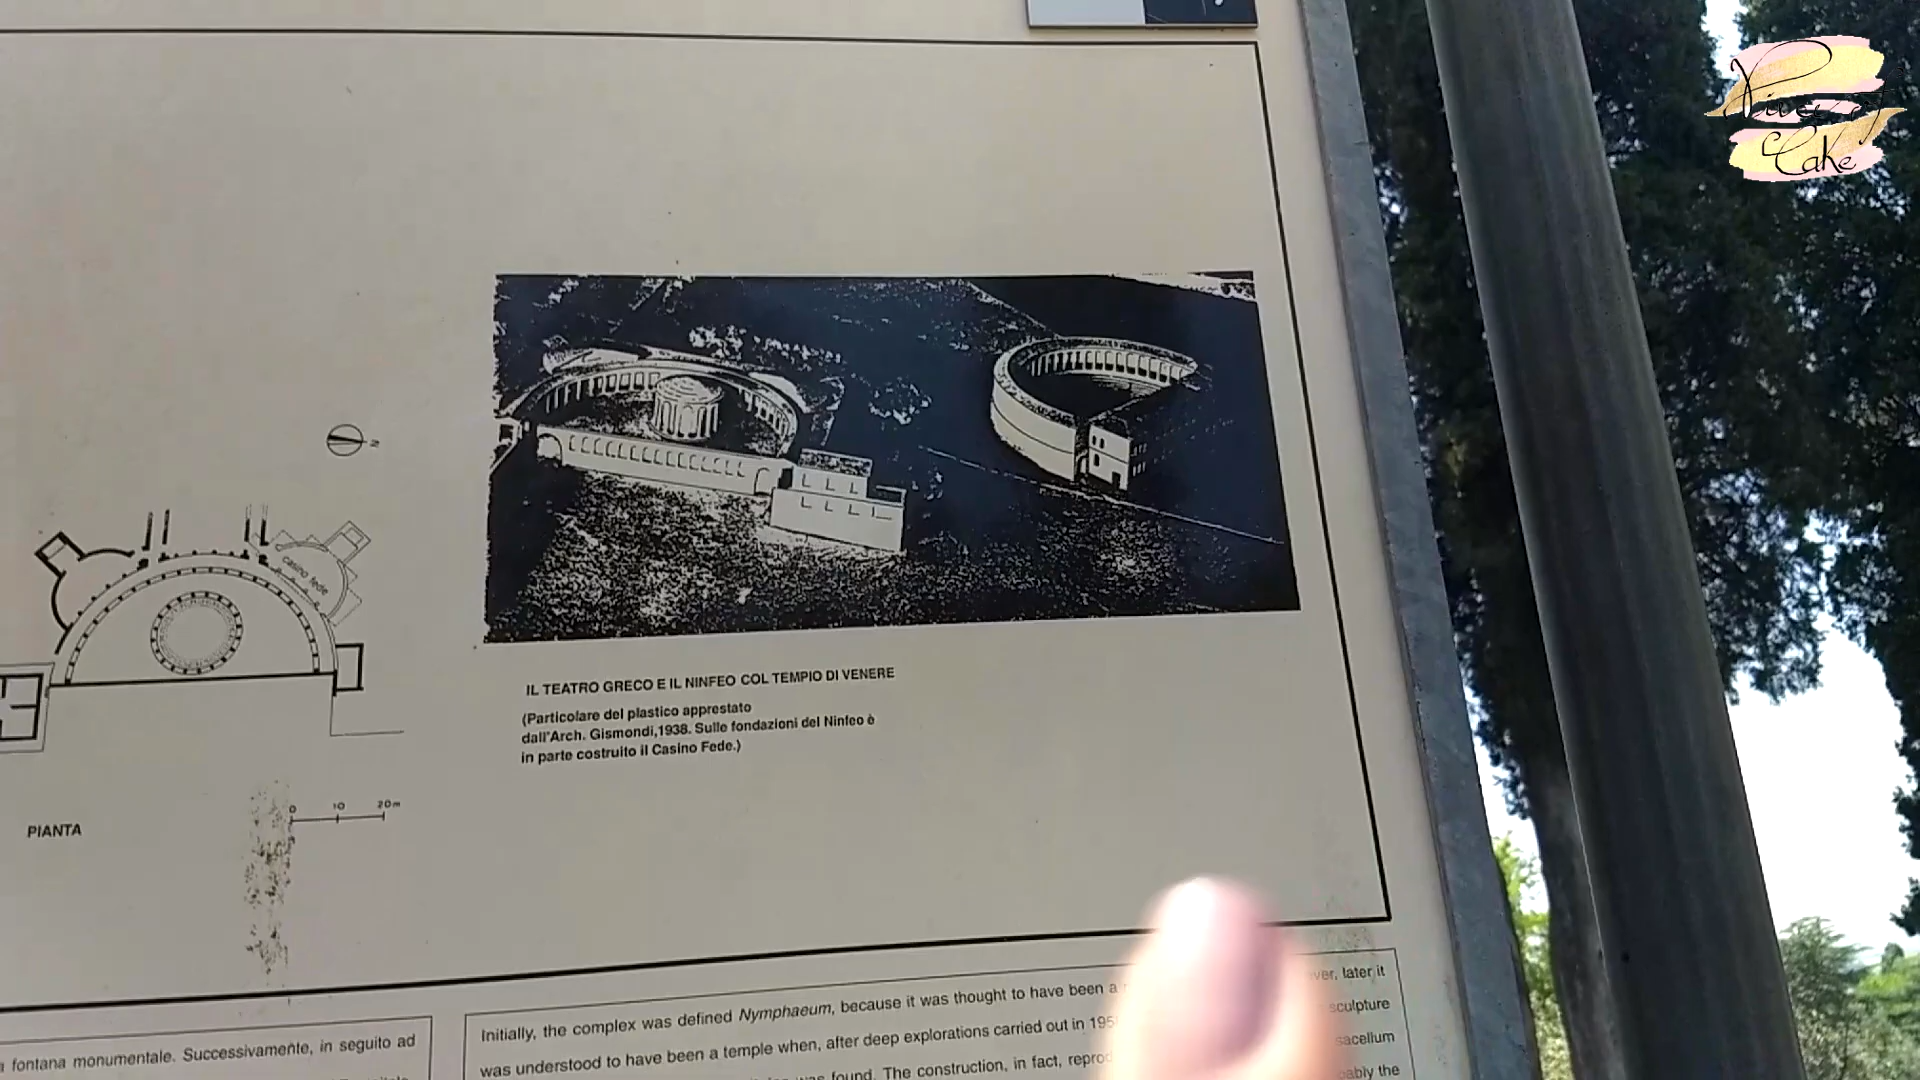 Cake
N
casino fede
IL TEATRO GRECO E IL NINFEO COL TEMPIO DI VENERE
(Particolare del plastico apprestato
dall'Arch. Gismondi,1938. Sulle fondazioni del Ninfeo è
in parte costruito il Casino Fede.)
0 10 20m
PIANTA
fontana monumentale. Successivamente, in seguito ad
Initially, the complex was defined Nymphaeum, because it was thought to have been a later it
was understood to have been a temple when, after deep explorations carried out in sculpture
was found. The construction, in fact, sacellum
the